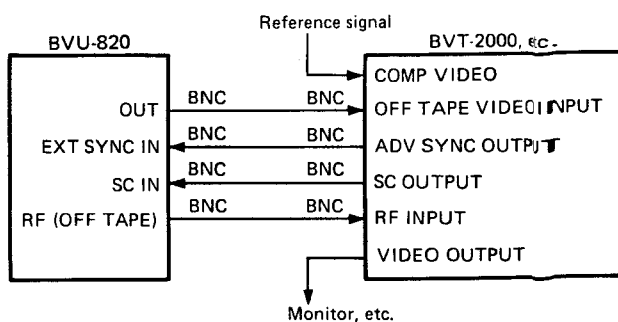 Reference signal
BVU-820
BVT-2000, etc.
COMP VIDEO
OUT BNC BNC OFF TAPE VIDEO INPUT
EXT SYNC IN BNC BNC ADV SYNC OUTPUT
SC IN BNC BNC SC OUTPUT
RF (OFF TAPE) BNC BNC RF INPUT
VIDEO OUTPUT
Monitor, etc.